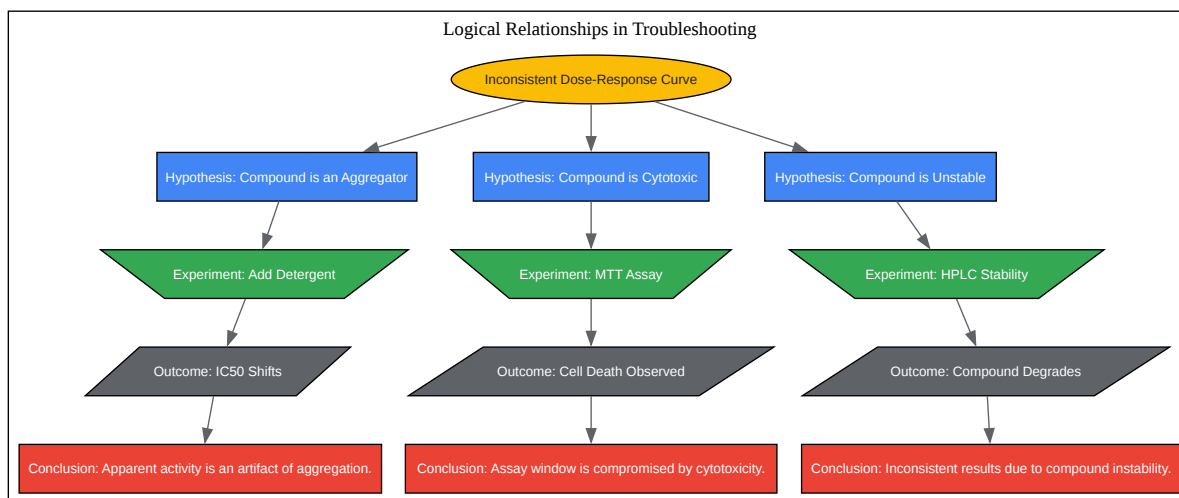 Logical Relationships in Troubleshooting
Inconsistent Dose-Response Curve
Hypothesis: Compound is an Aggregator
Hypothesis: Compound is Cytotoxic
Hypothesis: Compound is Unstable
Experiment: Add Detergent
Experiment: MTT Assay
Experiment: HPLC Stability
Outcome: IC50 Shifts
Outcome: Cell Death Observed
Outcome: Compound Degrades
Conclusion: Apparent activity is an artifact of aggregation.
Conclusion: Assay window is compromised by cytotoxicity.
Conclusion: Inconsistent results due to compound instability.